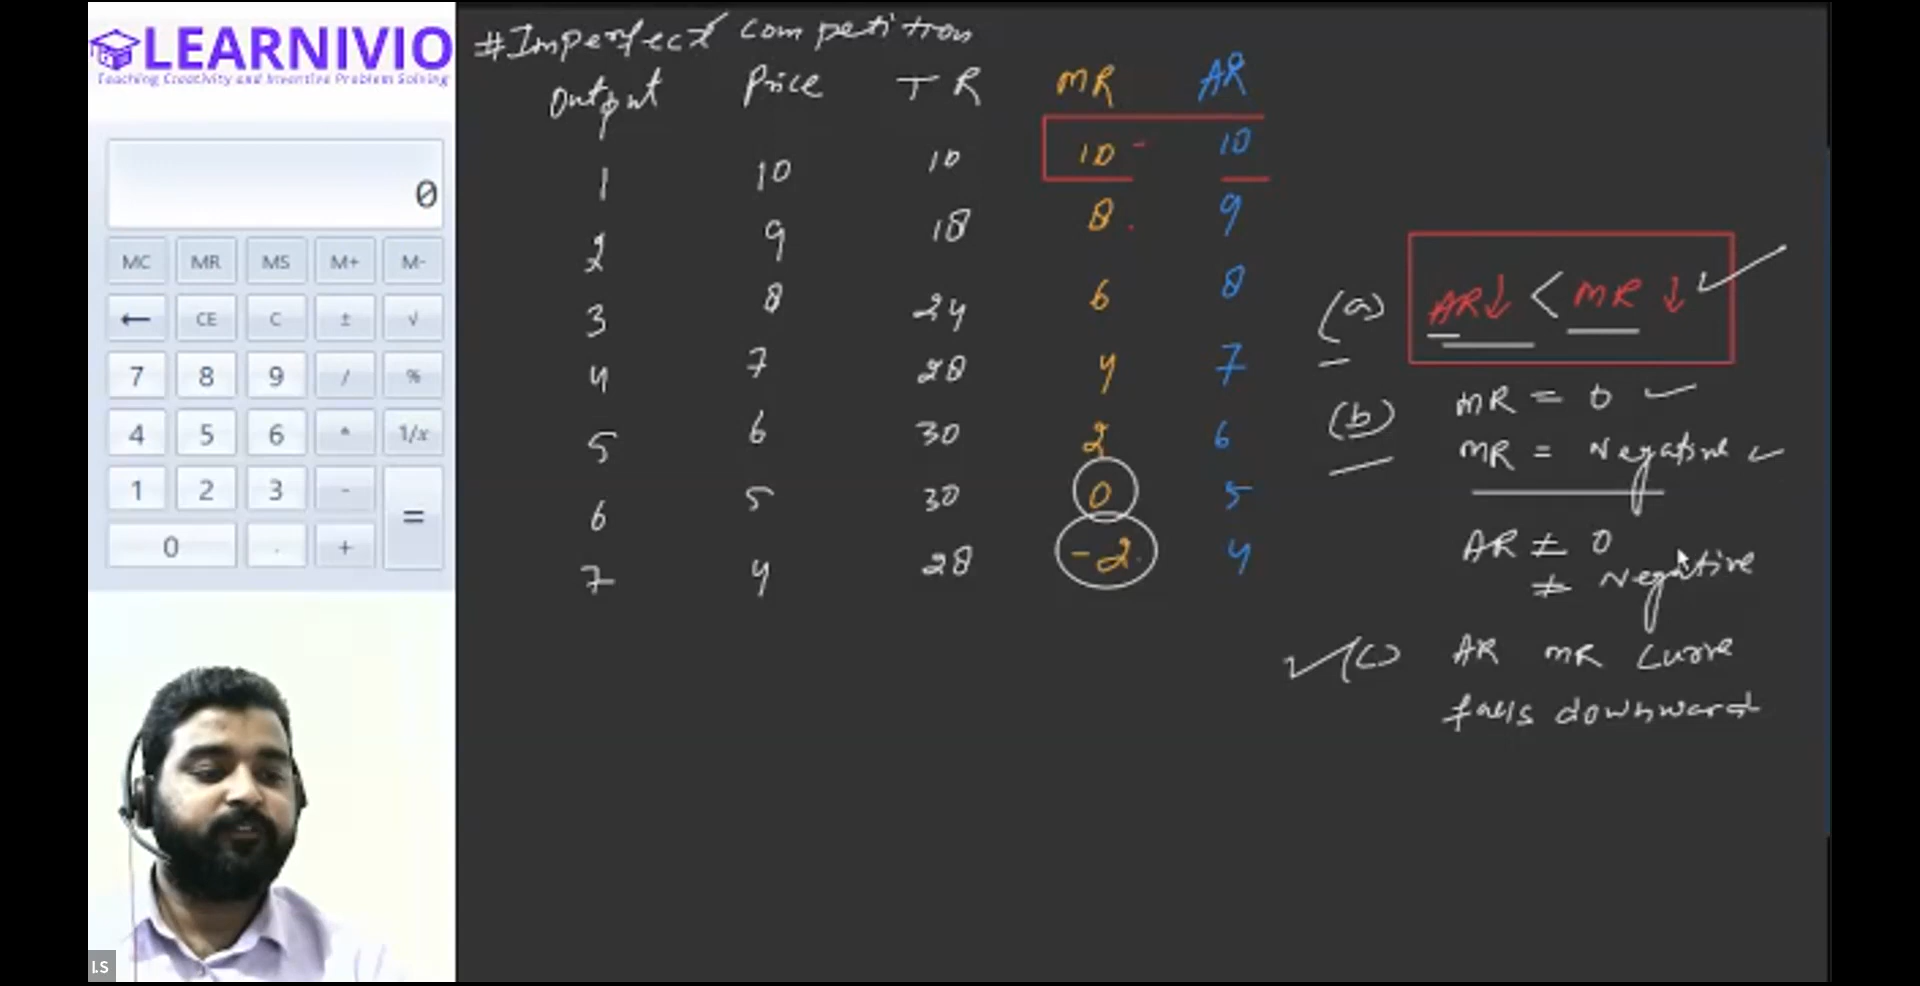 LEARNIVIO
Teaching Creativity and Inventive Problem Solving
0
MC MR MS M+ M-
← CE C ± √
7 8 9 / %
4 5 6 * 1/x
1 2 3 - =
0 . +
I.S
#Imperfect competition
Output Price TR MR AR
1 10 10 10 10
2 9 18 8 9
3 8 24 6 8
4 7 28 4 7
5 6 30 2 6
6 5 30 0 5
7 4 28 -2 4
(a) AR↓ < MR↓
(b) MR = 0
MR = Negative
AR ≠ 0
≠ Negative
(c) AR MR curve
falls downward